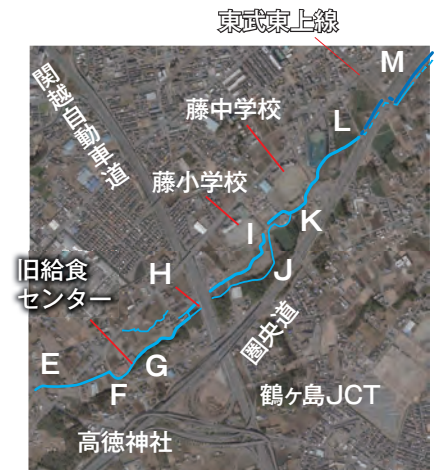 東武東上線
M
関越自動車道
L
藤中学校
藤小学校
K
I
H
J
旧給食
センター
圏央道
G
E
F
鶴ヶ島JCT
高徳神社